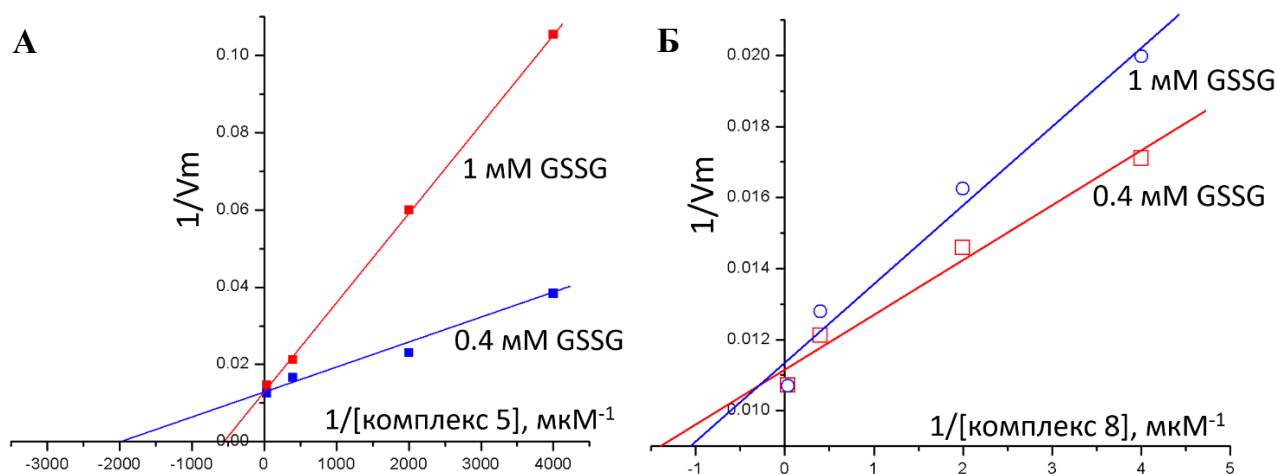 А
0.10
0.08
0.06
0.04
0.02
0.00
1/Vm
1 мМ GSSG
0.4 мМ GSSG
1/[комплекс 5], мкМ-1
-3000 -2000 -1000 0 1000 2000 3000 4000
Б
0.020
0.018
0.016
0.014
0.012
0.010
1/Vm
1 мМ GSSG
0.4 мМ GSSG
1/[комплекс 8], мкМ-1
-1 0 1 2 3 4 5